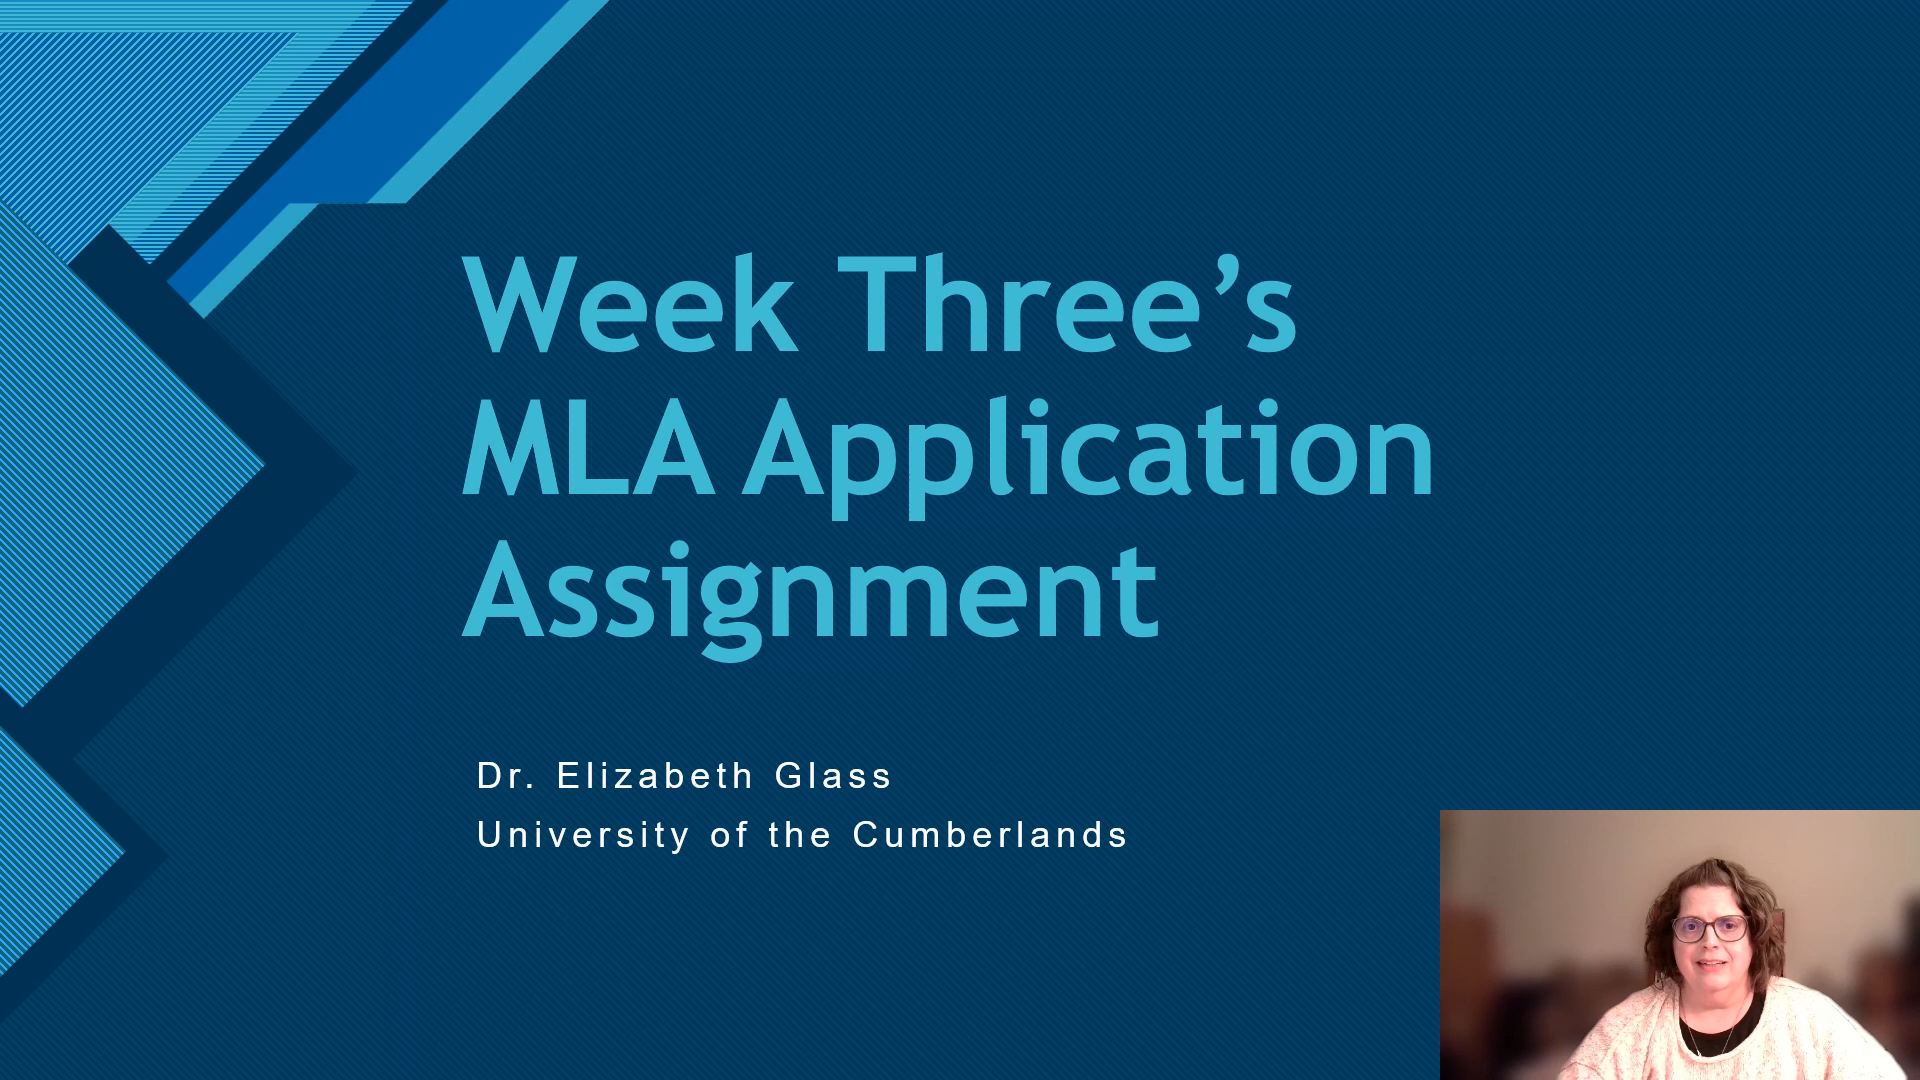 Week Three’s
MLA Application
Assignment
Dr. Elizabeth Glass
University of the Cumberlands